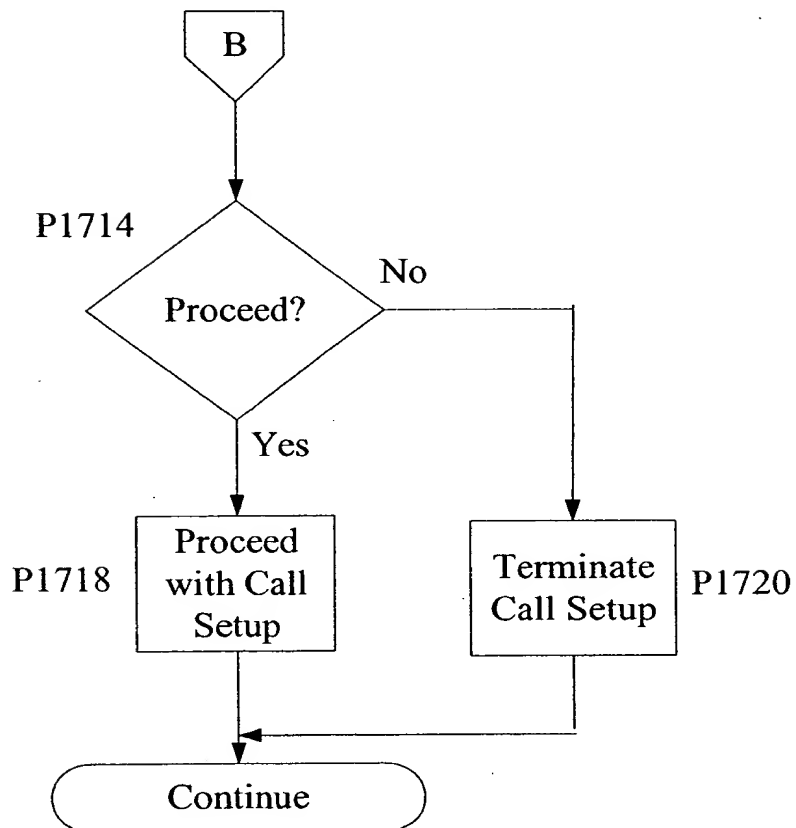 B
P1714
No
Proceed?
Yes
Proceed
with Call
Setup
P1718
Terminate
Call Setup
P1720
Continue